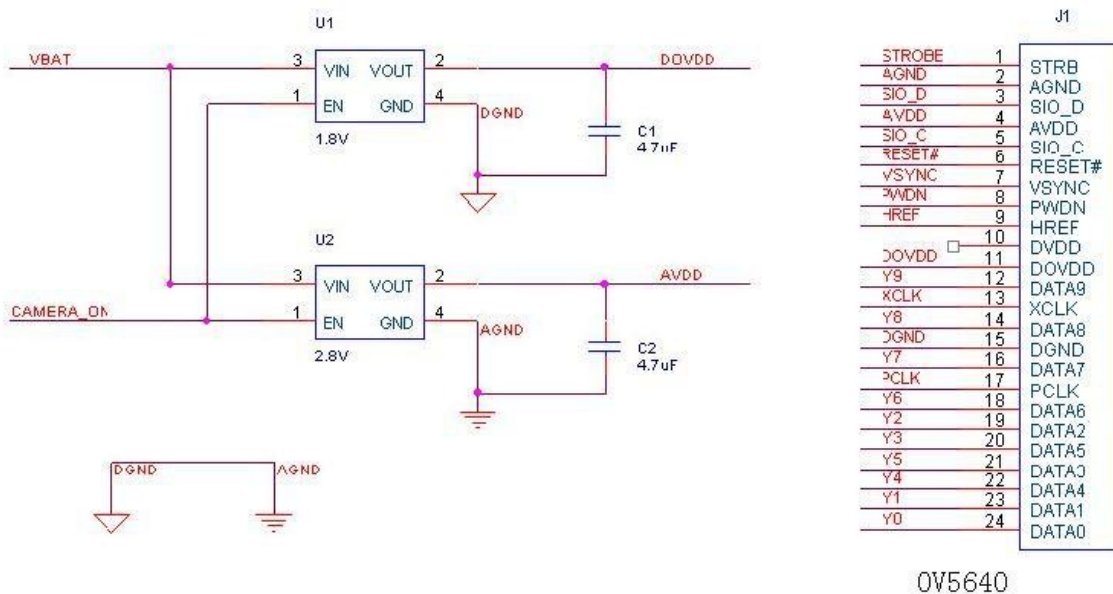 U1
VBAT
3 VIN VOUT 2
DOVDD
1 EN GND 4
DGND
1.8V
C1
4.7uF
U2
3 VIN VOUT 2
AVDD
CAMERA_ON
1 EN GND 4
AGND
2.8V
C2
4.7uF
DGND
AGND
J1
STROBE 1 STRB
AGND 2 AGND
SIO_D 3 SIO_D
AVDD 4 AVDD
SIO_C 5 SIO_C
RESET# 6 RESET#
VSYNC 7 VSYNC
PWDN 8 PWDN
HREF 9 HREF
10 DVDD
DOVDD 11 DOVDD
Y9 12 DATA9
XCLK 13 XCLK
Y8 14 DATA8
DGND 15 DGND
Y7 16 DATA7
PCLK 17 PCLK
Y6 18 DATA6
Y2 19 DATA2
Y3 20 DATA5
Y5 21 DATA3
Y4 22 DATA4
Y1 23 DATA1
Y0 24 DATA0
OV5640